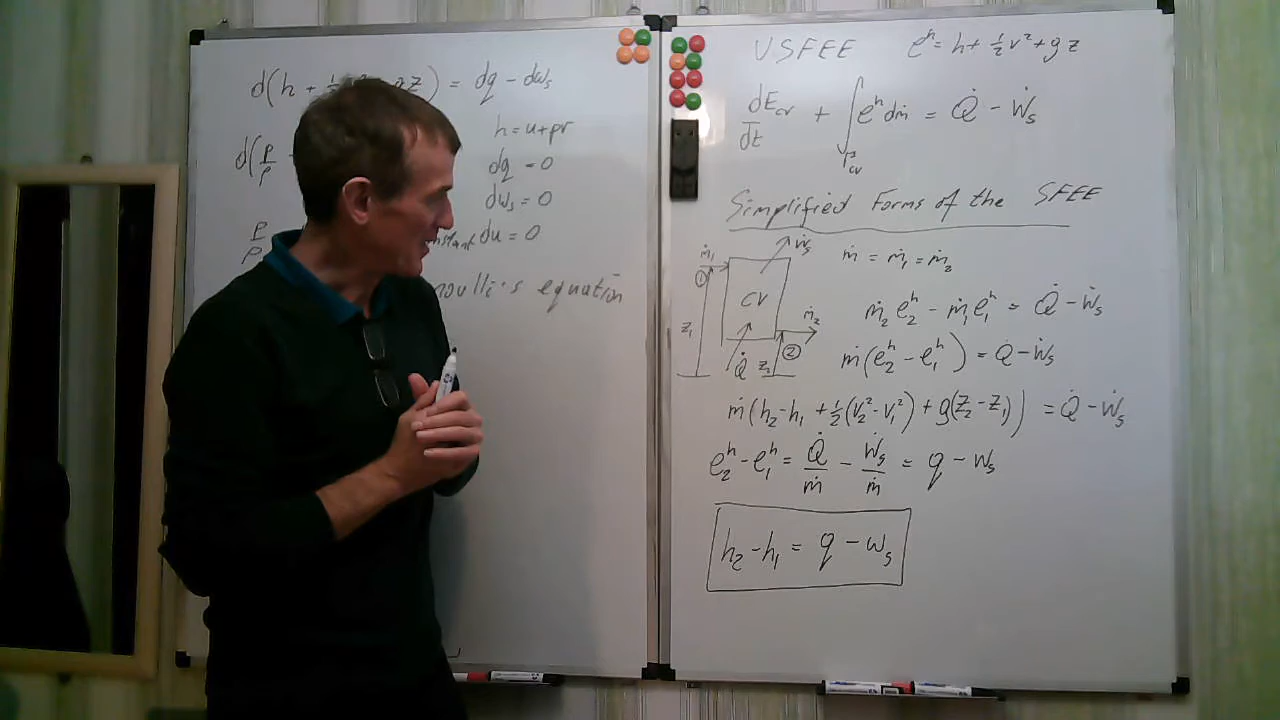 d(h + gz) = dq - dw_s
h = u + pv
d(p/ρ dq = 0
dw_s = 0
p/ρ du = 0
equation
USFEE e^h = h + ½v² + gz
dE_cv/dt + ∫_F_cv e^h dṁ = Q̇ - Ẇ_s
Simplified Forms of the SFEE
ṁ₁ Ẇ_s ṁ = ṁ₁ = ṁ₂
①
CV
z₁ ṁ₂ ṁ₂e₂^h - ṁ₁e₁^h = Q̇ - Ẇ_s
②
Q̇ z₂ ṁ(e₂^h - e₁^h) = Q̇ - Ẇ_s
ṁ(h₂ - h₁ + ½(v₂² - v₁²) + g(z₂ - z₁)) = Q̇ - Ẇ_s
e₂^h - e₁^h = Q̇/ṁ - Ẇ_s/ṁ = q - w_s
h₂ - h₁ = q - w_s